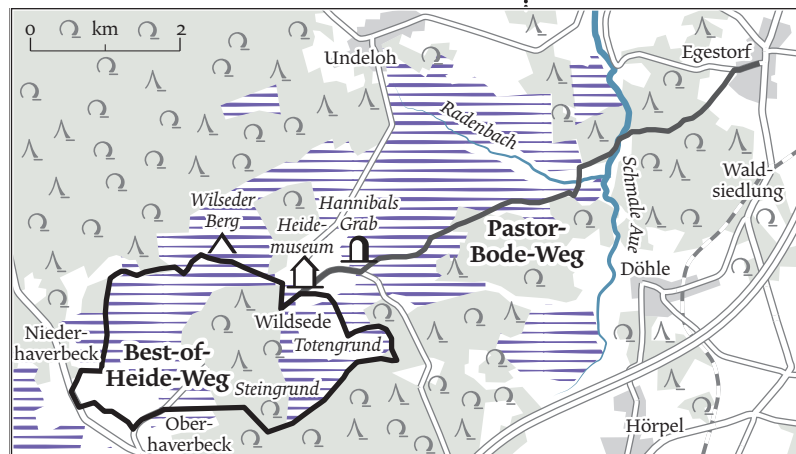 0 km 2
Undeloh
Egestorf
Radenbach
Schmale Aue
Wald-
siedlung
Wilseder
Berg
Heide-
museum
Hannibals
Grab
Pastor-
Bode-Weg
Döhle
Nieder-
haverbeck
Wildsede
Totengrund
Best-of-
Heide-Weg
Steingrund
Ober-
haverbeck
Hörpel